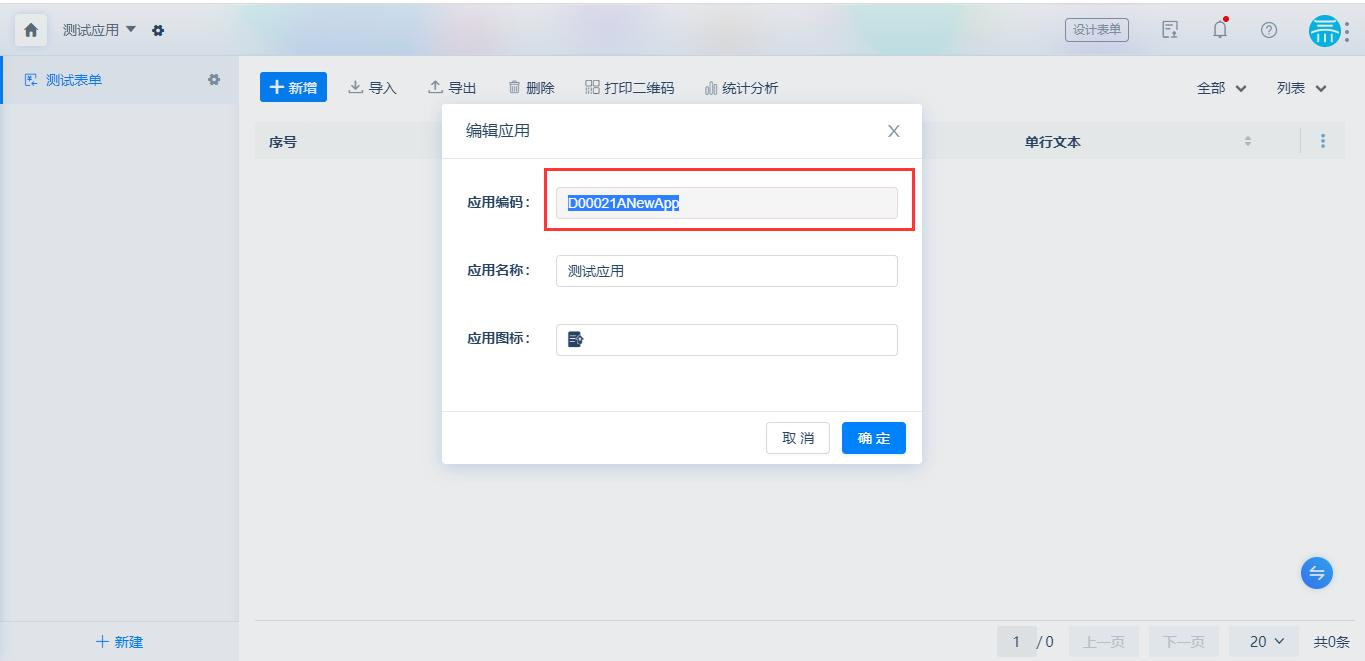 测试应用
设计表单
测试表单
新增 导入 导出 删除 打印二维码 统计分析 全部 列表
序号 单行文本
编辑应用
应用编码：
D00021ANewApp
应用名称：
测试应用
应用图标：
取 消 确 定
新建
1 / 0 上一页 下一页 20 共0条